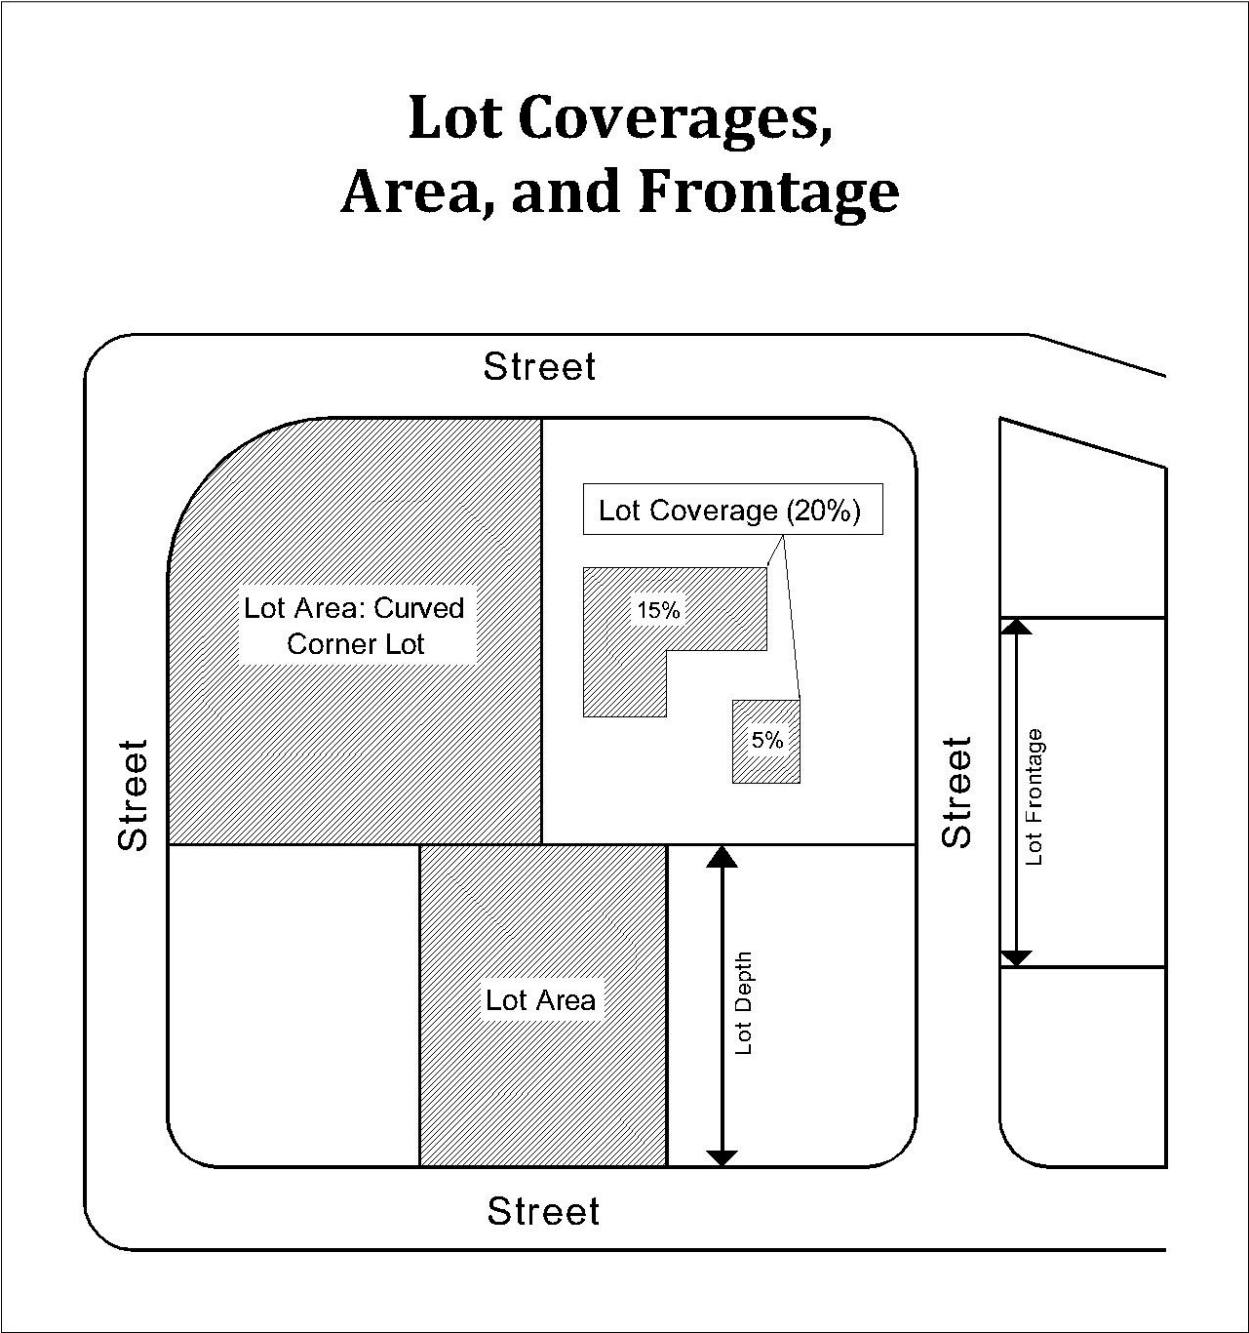 Lot Coverages,
Area, and Frontage
Street
Lot Coverage (20%)
Lot Area: Curved
Corner Lot
15%
5%
Street
Street
Lot Frontage
Lot Area
Lot Depth
Street